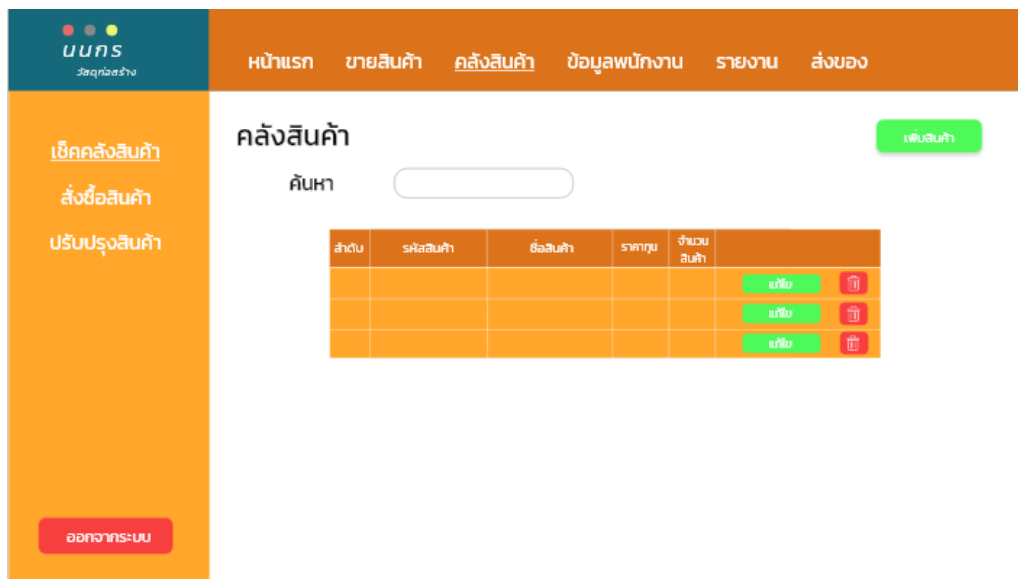 นนทร
วัสดุก่อสร้าง
หน้าแรก ขายสินค้า คลังสินค้า ข้อมูลพนักงาน รายงาน ส่งของ
เช็คคลังสินค้า
สั่งซื้อสินค้า
ปรับปรุงสินค้า
ออกจากระบบ
คลังสินค้า
เพิ่มสินค้า
ค้นหา
ลำดับ รหัสสินค้า ชื่อสินค้า ราคาทุน จำนวน
สินค้า
แก้ไข
แก้ไข
แก้ไข